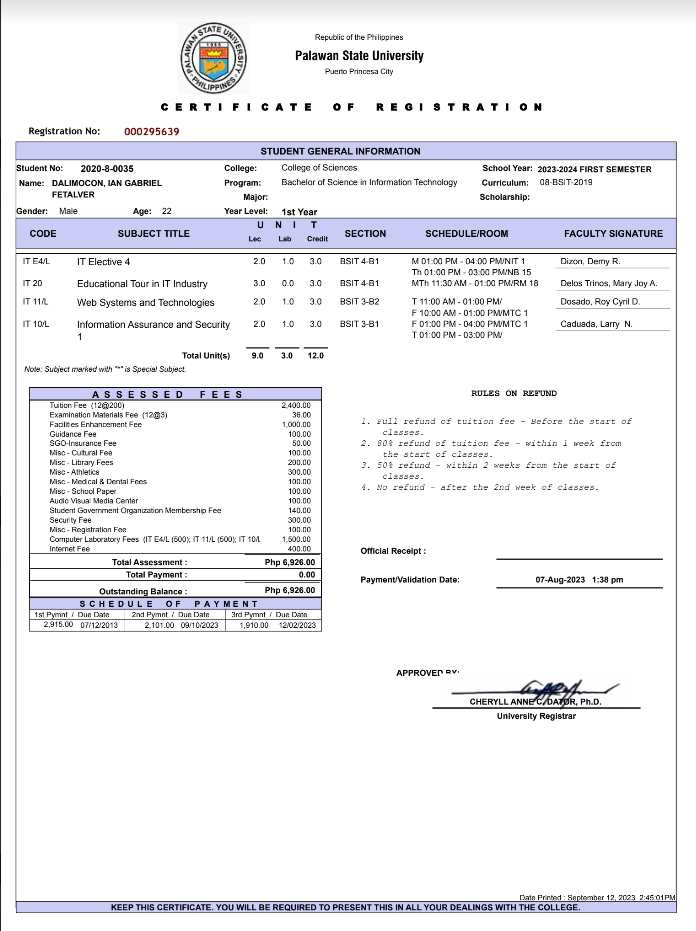 PALAWAN STATE UNIVERSITY
PHILIPPINES
Republic of the Philippines
Palawan State University
Puerto Princesa City
CERTIFICATE OF REGISTRATION
Registration No: 000295639
STUDENT GENERAL INFORMATION
Student No: 2020-8-0035 College: College of Sciences School Year: 2023-2024 FIRST SEMESTER
Name: DALIMOCON, IAN GABRIEL FETALVER Program: Bachelor of Science in Information Technology Curriculum: 08-BSIT-2019
Major: Scholarship:
Gender: Male Age: 22 Year Level: 1st Year
CODE SUBJECT TITLE UNIT SECTION SCHEDULE/ROOM FACULTY SIGNATURE
Lec Lab Credit
IT E4/L IT Elective 4 2.0 1.0 3.0 BSIT 4-B1 M 01:00 PM - 04:00 PM/NIT 1 Dizon, Demy R.
Th 01:00 PM - 03:00 PM/NB 15
IT 20 Educational Tour in IT Industry 3.0 0.0 3.0 BSIT 4-B1 MTh 11:30 AM - 01:00 PM/RM 18 Delos Trinos, Mary Joy A.
IT 11/L Web Systems and Technologies 2.0 1.0 3.0 BSIT 3-B2 T 11:00 AM - 01:00 PM/ Dosado, Roy Cyril D.
F 10:00 AM - 01:00 PM/MTC 1
IT 10/L Information Assurance and Security 1 2.0 1.0 3.0 BSIT 3-B1 F 01:00 PM - 04:00 PM/MTC 1 Caduada, Larry N.
T 01:00 PM - 03:00 PM/
Total Unit(s) 9.0 3.0 12.0
Note: Subject marked with "*" is Special Subject.
ASSESSED FEES
Tuition Fee (12@200) 2,400.00
Examination Materials Fee (12@3) 36.00
Facilities Enhancement Fee 1,000.00
Guidance Fee 100.00
SGO-Insurance Fee 50.00
Misc - Cultural Fee 100.00
Misc - Library Fees 200.00
Misc - Athletics 300.00
Misc - Medical & Dental Fees 100.00
Misc - School Paper 100.00
Audio Visual Media Center 100.00
Student Government Organization Membership Fee 140.00
Security Fee 300.00
Misc - Registration Fee 100.00
Computer Laboratory Fees (IT E4/L (500); IT 11/L (500); IT 10/L 1,500.00
Internet Fee 400.00
Total Assessment : Php 6,926.00
Total Payment : 0.00
Outstanding Balance : Php 6,926.00
SCHEDULE OF PAYMENT
1st Pymnt / Due Date 2nd Pymnt / Due Date 3rd Pymnt / Due Date
2,915.00 07/12/2013 2,101.00 09/10/2023 1,910.00 12/02/2023
RULES ON REFUND
1. Full refund of tuition fee - Before the start of
classes.
2. 80% refund of tuition fee - within 1 week from
the start of classes.
3. 50% refund - within 2 weeks from the start of
classes.
4. No refund - after the 2nd week of classes.
Official Receipt :
Payment/Validation Date: 07-Aug-2023 1:38 pm
APPROVED BY:
CHERYLL ANNE C. DATOR, Ph.D.
University Registrar
Date Printed : September 12, 2023 2:45:01PM
KEEP THIS CERTIFICATE. YOU WILL BE REQUIRED TO PRESENT THIS IN ALL YOUR DEALINGS WITH THE COLLEGE.